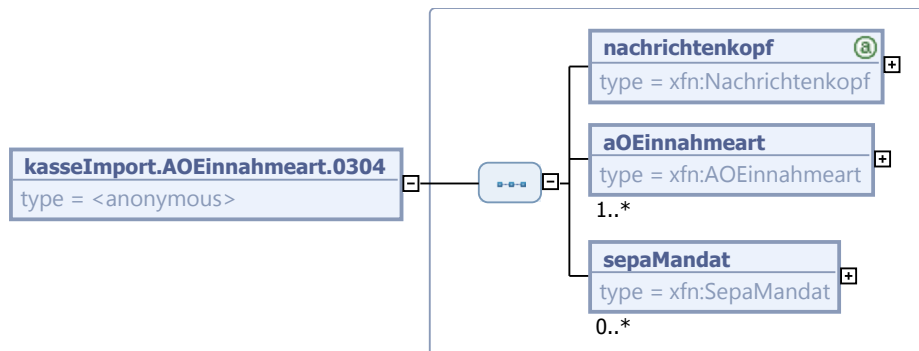 nachrichtenkopf
type = xfn:Nachrichtenkopf
kasseImport.AOEinnahmeart.0304
type = <anonymous>
aOEinnahmeart
type = xfn:AOEinnahmeart
1..*
sepaMandat
type = xfn:SepaMandat
0..*